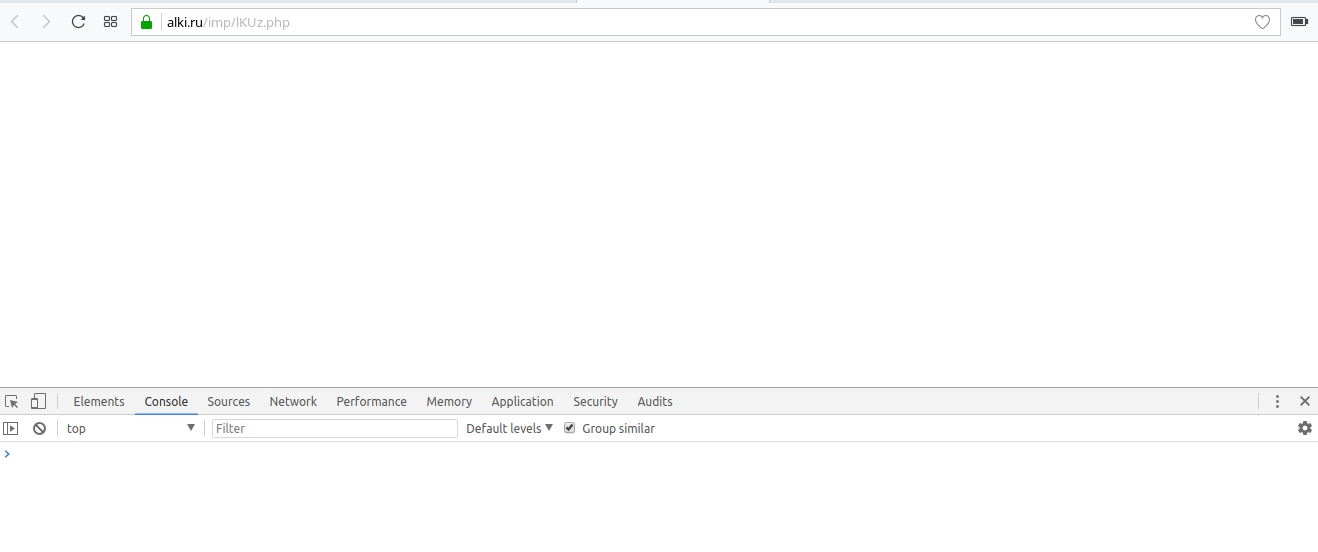 alki.ru/imp/lKUz.php
Elements Console Sources Network Performance Memory Application Security Audits
top Filter Default levels Group similar